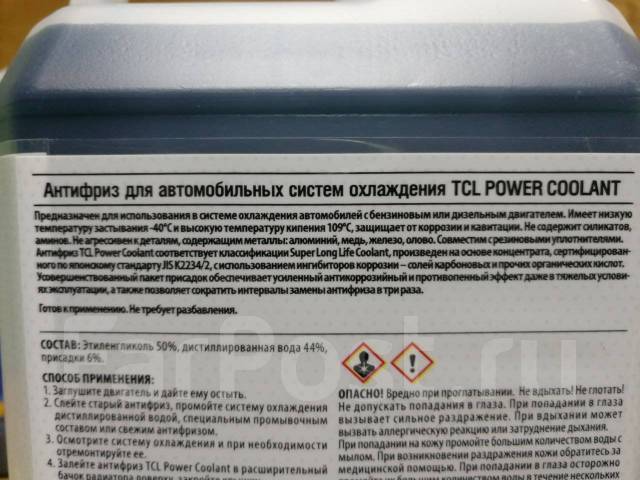 Антифриз для автомобильных систем охлаждения TCL POWER COOLANT
Предназначен для использования в системе охлаждения автомобилей с бензиновым или дизельным двигателем. Имеет низкую
температуру застывания -40°C и высокую температуру кипения 109°C, защищает от коррозии и кавитации. Не содержит силикатов,
аминов. Не агрессивен к деталям, содержащим металлы: алюминий, медь, железо, олово. Совместим с резиновыми уплотнителями.
Антифриз TCL Power Coolant соответствует классификации Super Long Life Coolant, произведен на основе концентрата, сертифицированно-
го по японскому стандарту JIS K2234/2, с использованием ингибиторов коррозии – солей карбоновых и прочих органических кислот.
Усовершенствованный пакет присадок обеспечивает усиленный антикоррозийный и противопенный эффект даже в тяжелых услови-
ях эксплуатации, а также позволяет сократить интервалы замены антифриза в три раза.
Готов к применению. Не требует разбавления.
СОСТАВ: Этиленгликоль 50%, дистиллированная вода 44%,
присадки 6%.
СПОСОБ ПРИМЕНЕНИЯ:
1. Заглушите двигатель и дайте ему остыть.
2. Слейте старый антифриз, промойте систему охлаждения
дистиллированной водой, специальным промывочным
составом или свежим антифризом.
3. Осмотрите систему охлаждения и при необходимости
отремонтируйте ее.
4. Залейте антифриз TCL Power Coolant в расширительный
бачок радиатора
ОПАСНО! Вредно при проглатывании. Не вдыхать! Не глотать!
Не допускать попадания в глаза. При попадании в глаза
вызывает сильное раздражение. При вдыхании может
вызвать аллергическую реакцию или затруднение дыхания.
При попадании на кожу промойте большим количеством воды с
мылом. При возникновении раздражения кожи обратитесь за
медицинской помощью. При попадании в глаза осторожно
большим количеством воды в течение нескольких